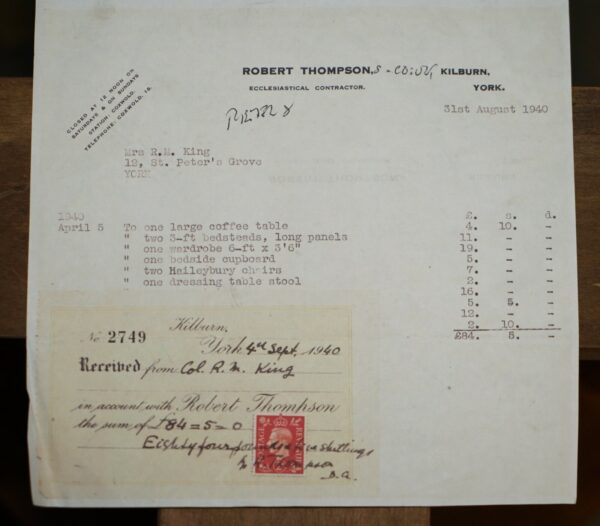 CLOSED AT 12 NOON ON
SATURDAYS & ON SUNDAYS
STATION: COXWOLD.
TELEPHONE: COXWOLD. 16.
ROBERT THOMPSON, KILBURN,
ECCLESIASTICAL CONTRACTOR. YORK.
31st August 1940
Mrs R.M. King
12, St. Peter's Grove
YORK
1940 £. s. d.
April 5 To one large coffee table 4. 10. -
" two 3-ft bedsteads, long panels 11. - -
" one wardrobe 6-ft x 3'6" 19. - -
" one bedside cupboard 5. - -
" two Haileybury chairs 7. - -
" one dressing table stool 2. - -
16. - -
5. 5. -
12. - -
2. 10. -
£84. 5. -
No 2749 Kilburn,
York 4th Sept. 1940
Received from Col. R. M. King
in account with Robert Thompson
the sum of £84=5=0
Eighty four pounds five shillings
R. Thompson